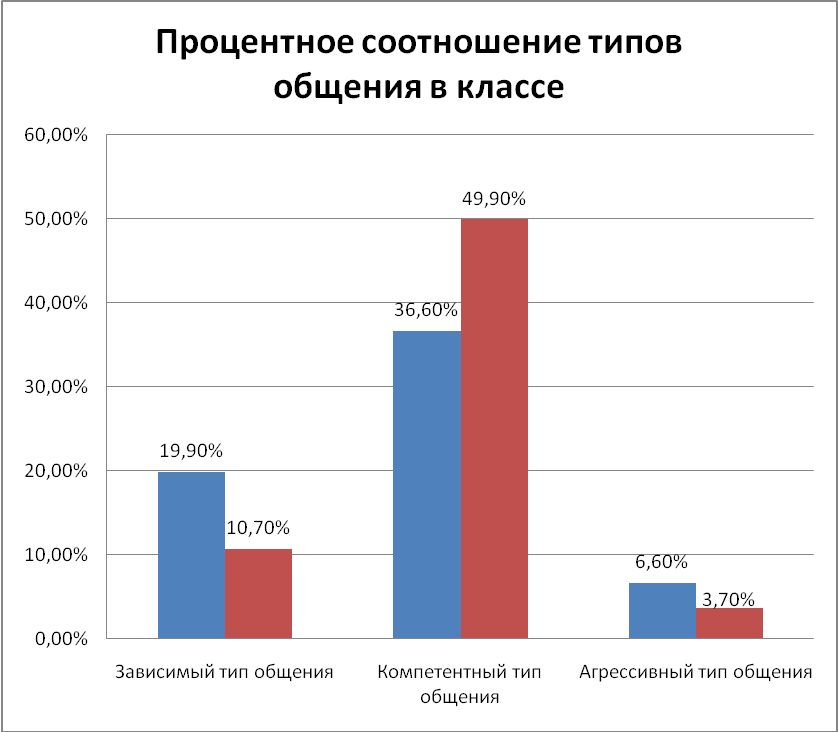 Процентное соотношение типов
общения в классе
60,00%
50,00%
40,00%
30,00%
20,00%
10,00%
0,00%
19,90%
10,70%
36,60%
49,90%
6,60%
3,70%
Зависимый тип общения
Компетентный тип
общения
Агрессивный тип общения